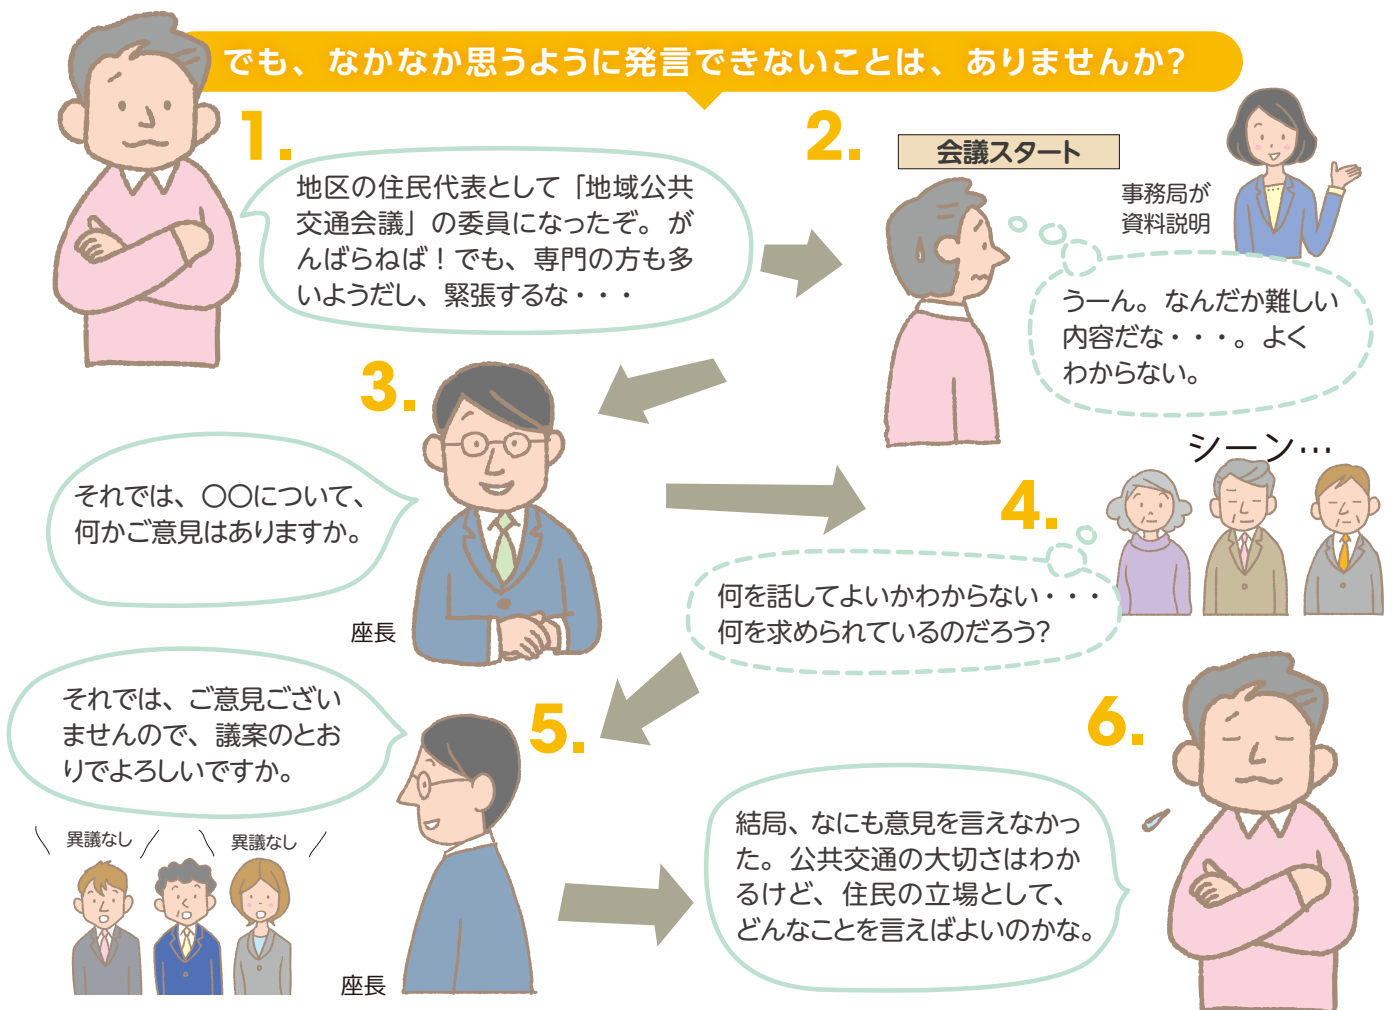 でも、なかなか思うように発言できないことは、ありませんか?
1.
地区の住民代表として「地域公共
交通会議」の委員になったぞ。が
んばらねば！でも、専門の方も多
いようだし、緊張するな・・・
2.
会議スタート
事務局が
資料説明
うーん。なんだか難しい
内容だな・・・。よく
わからない。
3.
それでは、〇〇について、
何かご意見はありますか。
座長
4.
シーン…
何を話してよいかわからない・・・
何を求められているのだろう?
5.
それでは、ご意見ござい
ませんので、議案のとお
りでよろしいですか。
異議なし
異議なし
座長
6.
結局、なにも意見を言えなかっ
た。公共交通の大切さはわか
るけど、住民の立場として、
どんなことを言えばよいのかな。